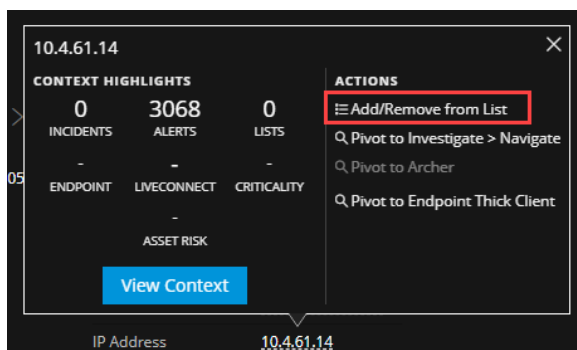 10.4.61.14
CONTEXT HIGHLIGHTS
0 3068 0
INCIDENTS ALERTS LISTS
- - -
ENDPOINT LIVECONNECT CRITICALITY
-
ASSET RISK
View Context
ACTIONS
Add/Remove from List
Pivot to Investigate > Navigate
Pivot to Archer
Pivot to Endpoint Thick Client
05
IP Address 10.4.61.14